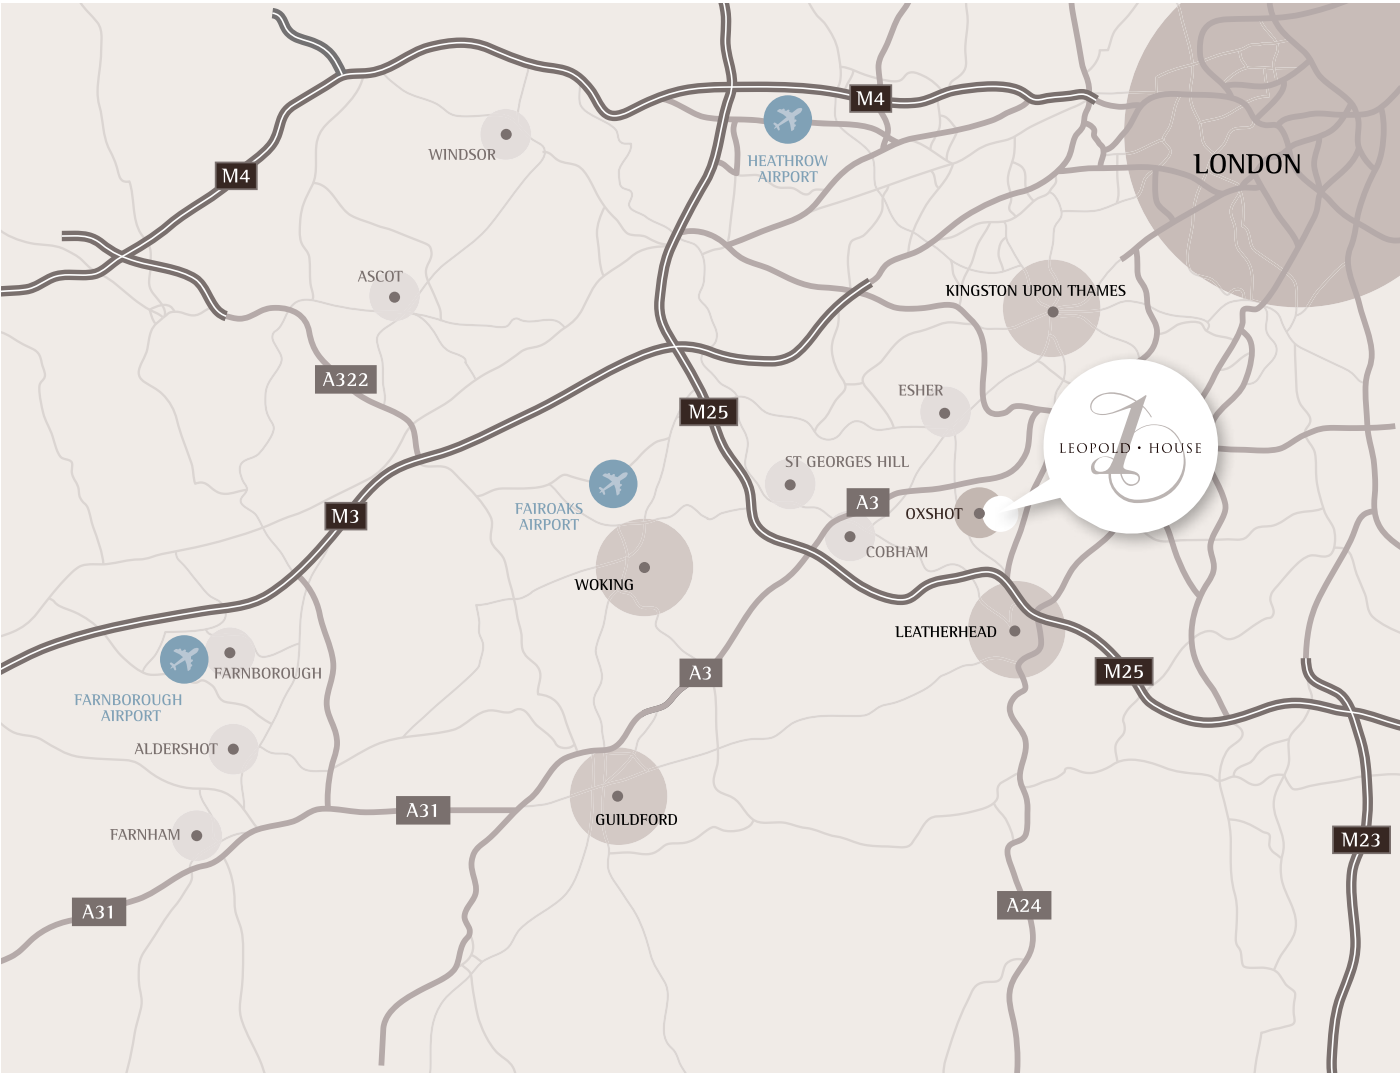 M4
M4
HEATHROW
AIRPORT
WINDSOR
LONDON
ASCOT
KINGSTON UPON THAMES
A322
ESHER
M25
1
LEOPOLD • HOUSE
ST GEORGES HILL
A3
FAIROAKS
AIRPORT
M3
OXSHOT
COBHAM
WOKING
LEATHERHEAD
A3
M25
FARNBOROUGH
FARNBOROUGH
AIRPORT
ALDERSHOT
A31
GUILDFORD
FARNHAM
M23
A31
A24